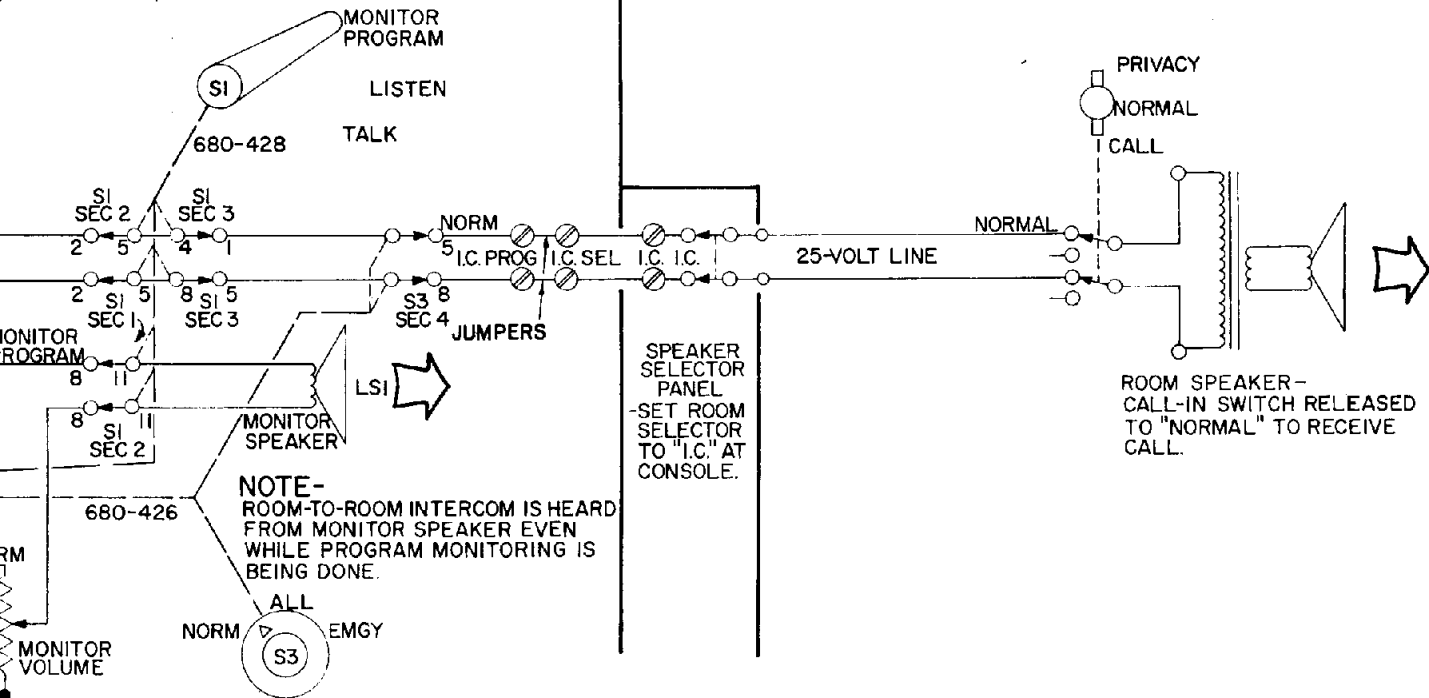 MONITOR
PROGRAM
S1
LISTEN
TALK
680-428
S1
SEC 2
S1
SEC 3
2
5
4
1
NORM
5
I.C. PROG
I.C. SEL
I.C.
I.C.
2
5
8
5
S1
SEC 1
S1
SEC 3
S3
SEC 4
8
JUMPERS
MONITOR
PROGRAM
8
11
LS1
8
11
S1
SEC 2
MONITOR
SPEAKER
680-426
NOTE-
ROOM-TO-ROOM INTERCOM IS HEARD
FROM MONITOR SPEAKER EVEN
WHILE PROGRAM MONITORING IS
BEING DONE.
ALL
NORM
EMGY
S3
RM
MONITOR
VOLUME
SPEAKER
SELECTOR
PANEL
-SET ROOM
SELECTOR
TO "I.C." AT
CONSOLE.
25-VOLT LINE
PRIVACY
NORMAL
CALL
NORMAL
ROOM SPEAKER-
CALL-IN SWITCH RELEASED
TO "NORMAL" TO RECEIVE
CALL.